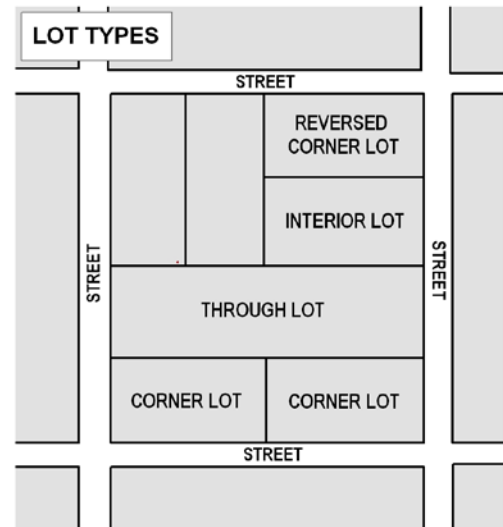 LOT TYPES
STREET
REVERSED
CORNER LOT
INTERIOR LOT
STREET
STREET
THROUGH LOT
CORNER LOT
CORNER LOT
STREET